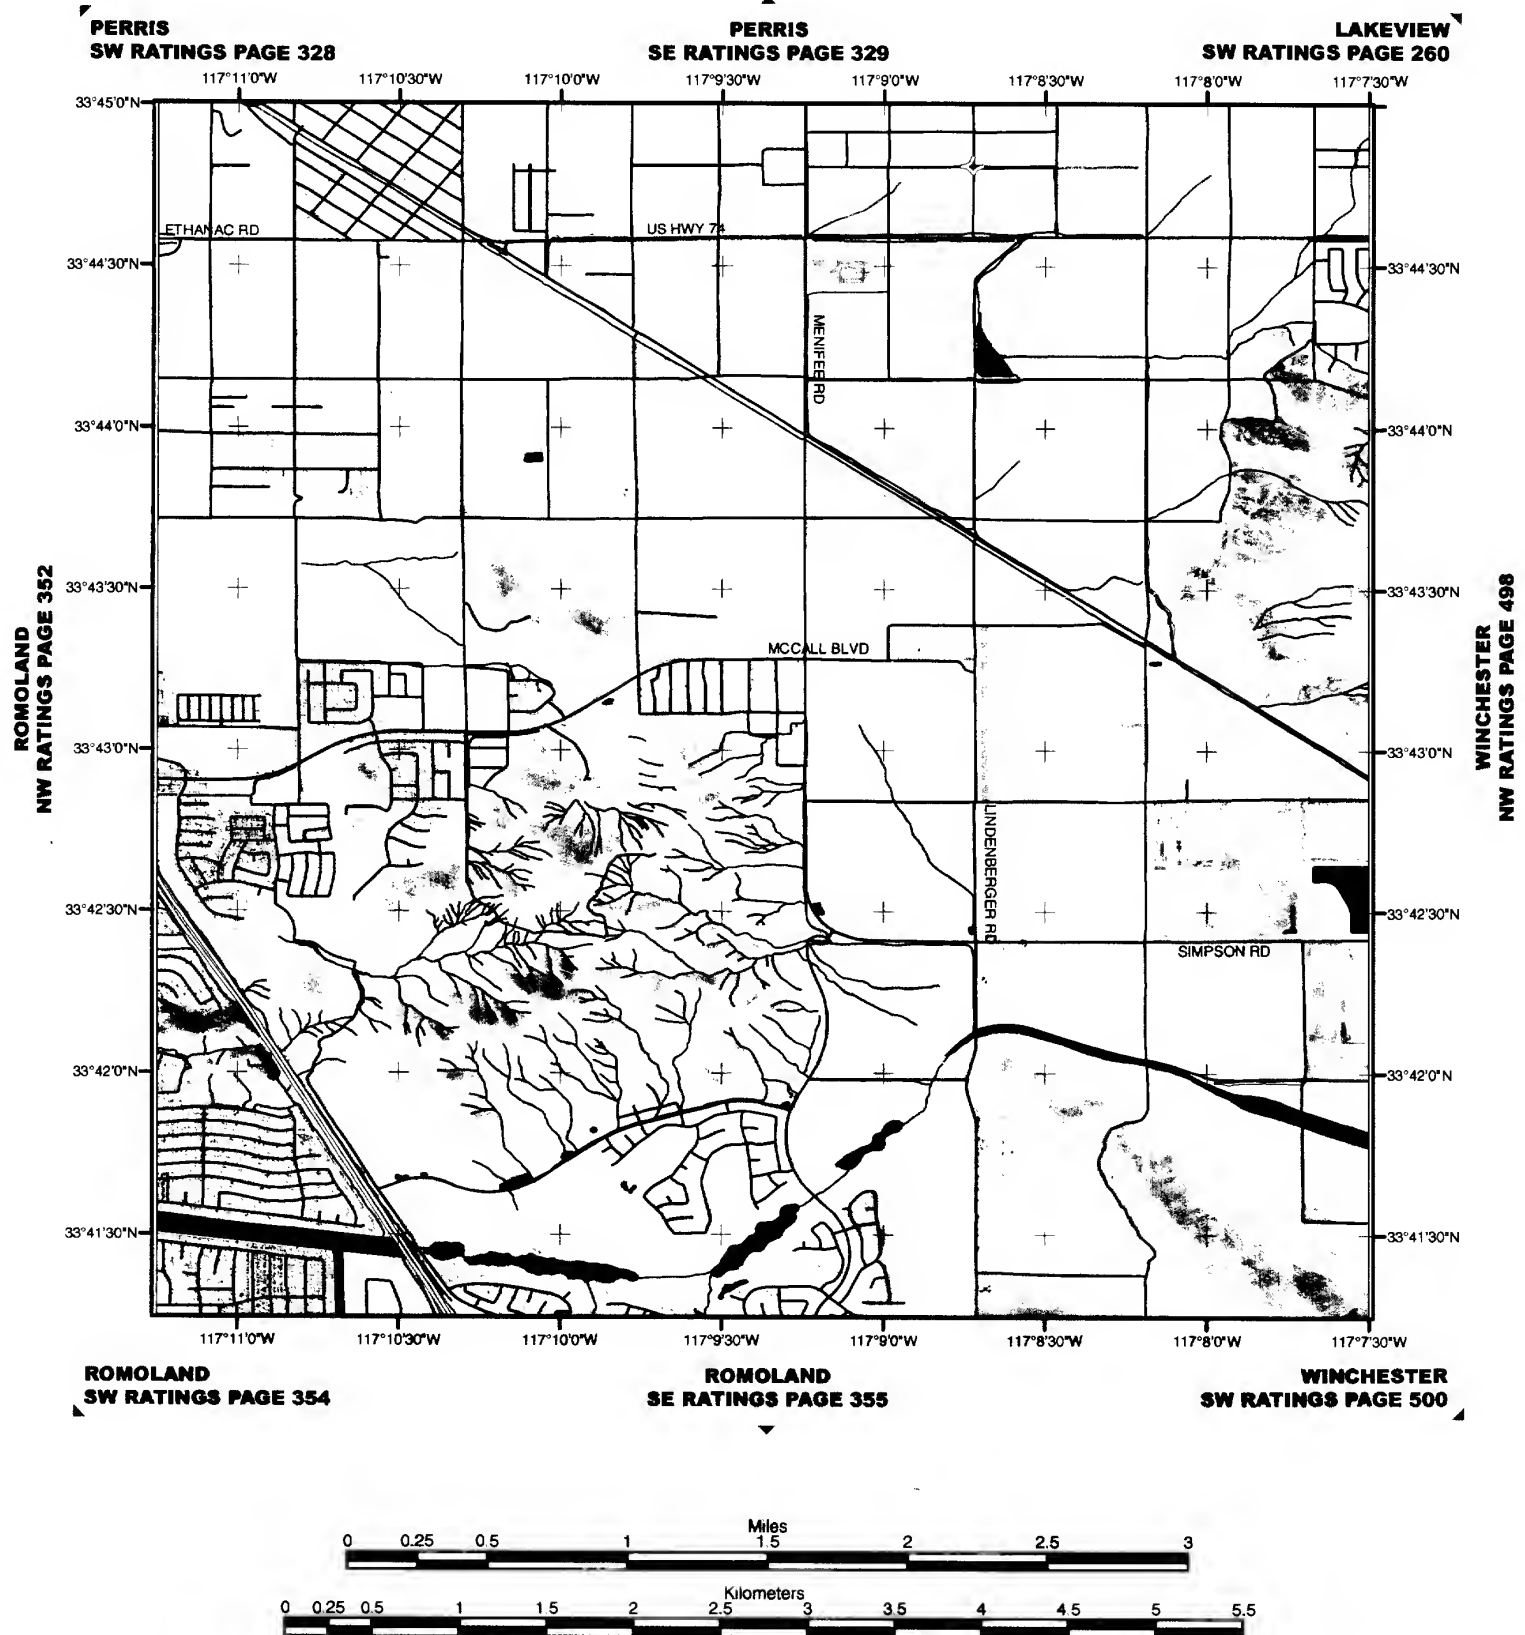 PERRIS
SW RATINGS PAGE 328
PERRIS
SE RATINGS PAGE 329
LAKEVIEW
SW RATINGS PAGE 260
117°11'0"W 117°10'30"W 117°10'0"W 117°9'30"W 117°9'0"W 117°8'30"W 117°8'0"W 117°7'30"W
33°45'0"N
ETHANAC RD
US HWY 74
33°44'30"N
33°44'30"N
MENIFEE RD
33°44'0"N
33°44'0"N
ROMOLAND
NW RATINGS PAGE 352
33°43'30"N
33°43'30"N
WINCHESTER
NW RATINGS PAGE 498
MCCALL BLVD
33°43'0"N
33°43'0"N
LINDENBERGER RD
33°42'30"N
33°42'30"N
SIMPSON RD
33°42'0"N
33°42'0"N
33°41'30"N
33°41'30"N
117°11'0"W 117°10'30"W 117°10'0"W 117°9'30"W 117°9'0"W 117°8'30"W 117°8'0"W 117°7'30"W
ROMOLAND
SW RATINGS PAGE 354
ROMOLAND
SE RATINGS PAGE 355
WINCHESTER
SW RATINGS PAGE 500
Miles
0 0.25 0.5 1 1.5 2 2.5 3
Kilometers
0 0.25 0.5 1 1.5 2 2.5 3 3.5 4 4.5 5 5.5